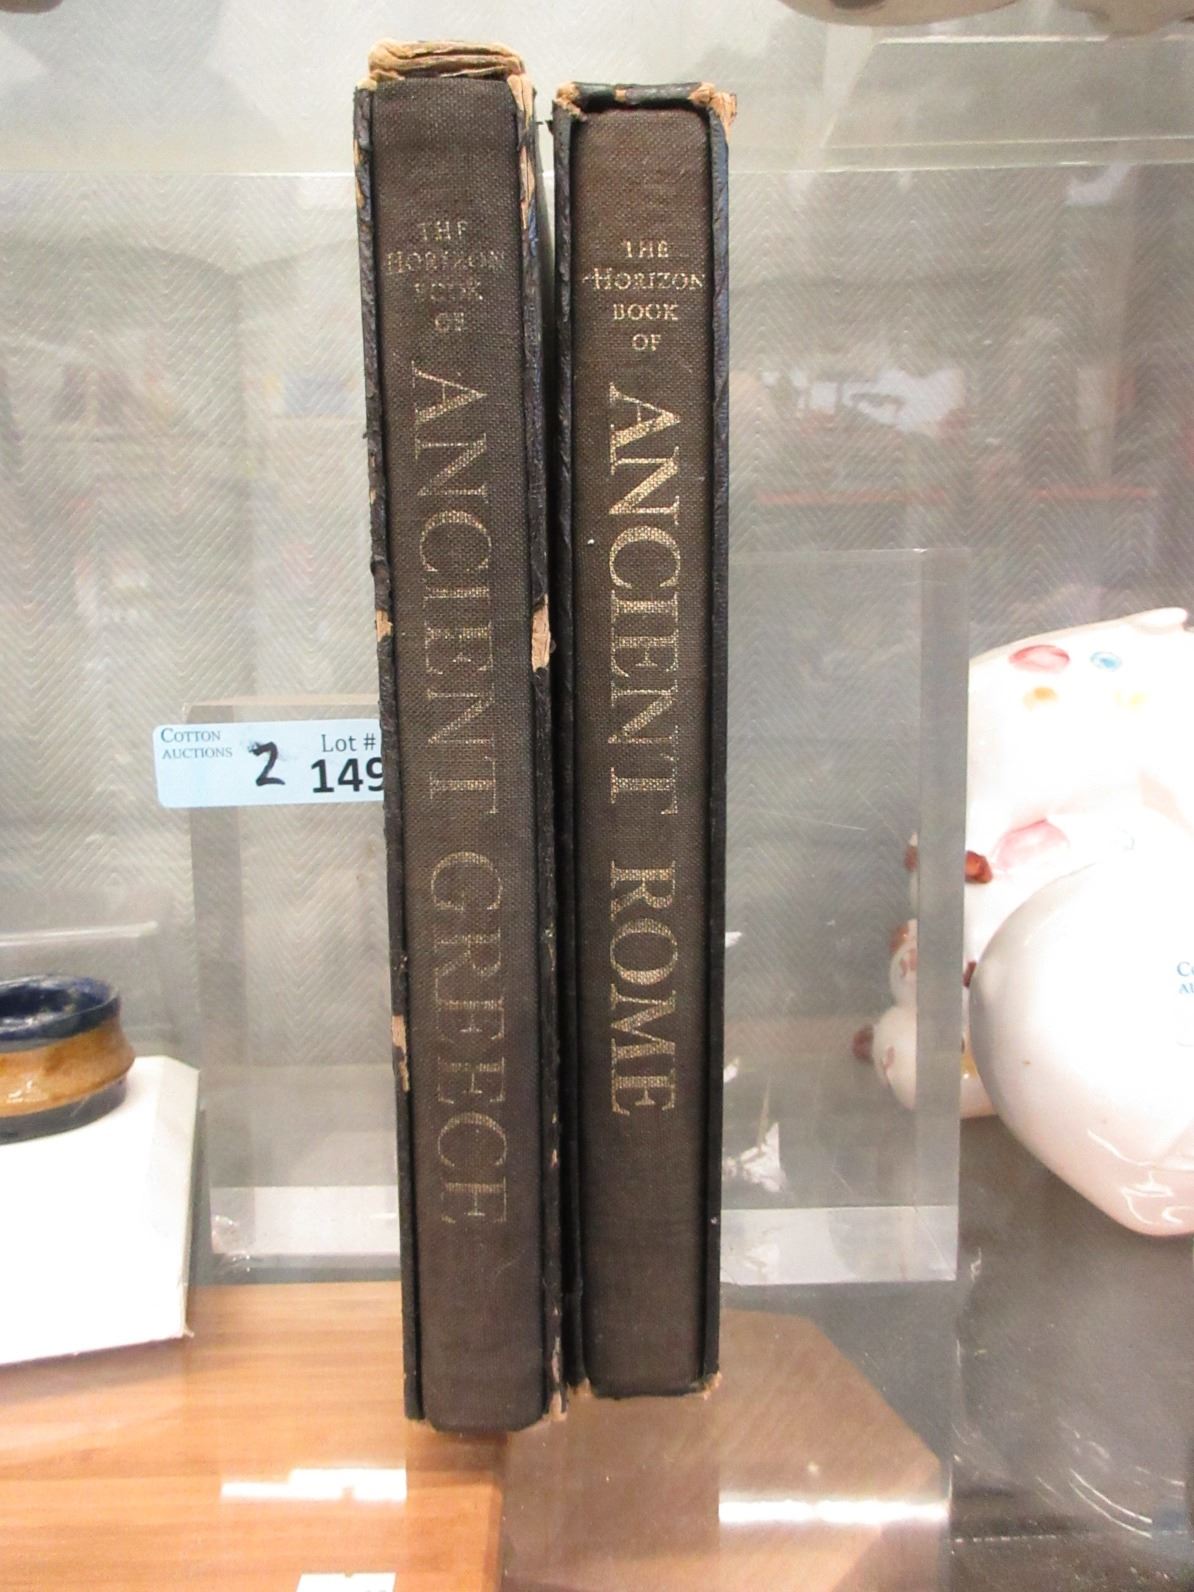 THE
HORIZON
BOOK
OF
ANCIENT GREECE
THE
HORIZON
BOOK
OF
ANCIENT ROME
COTTON
AUCTIONS
2
Lot #
149